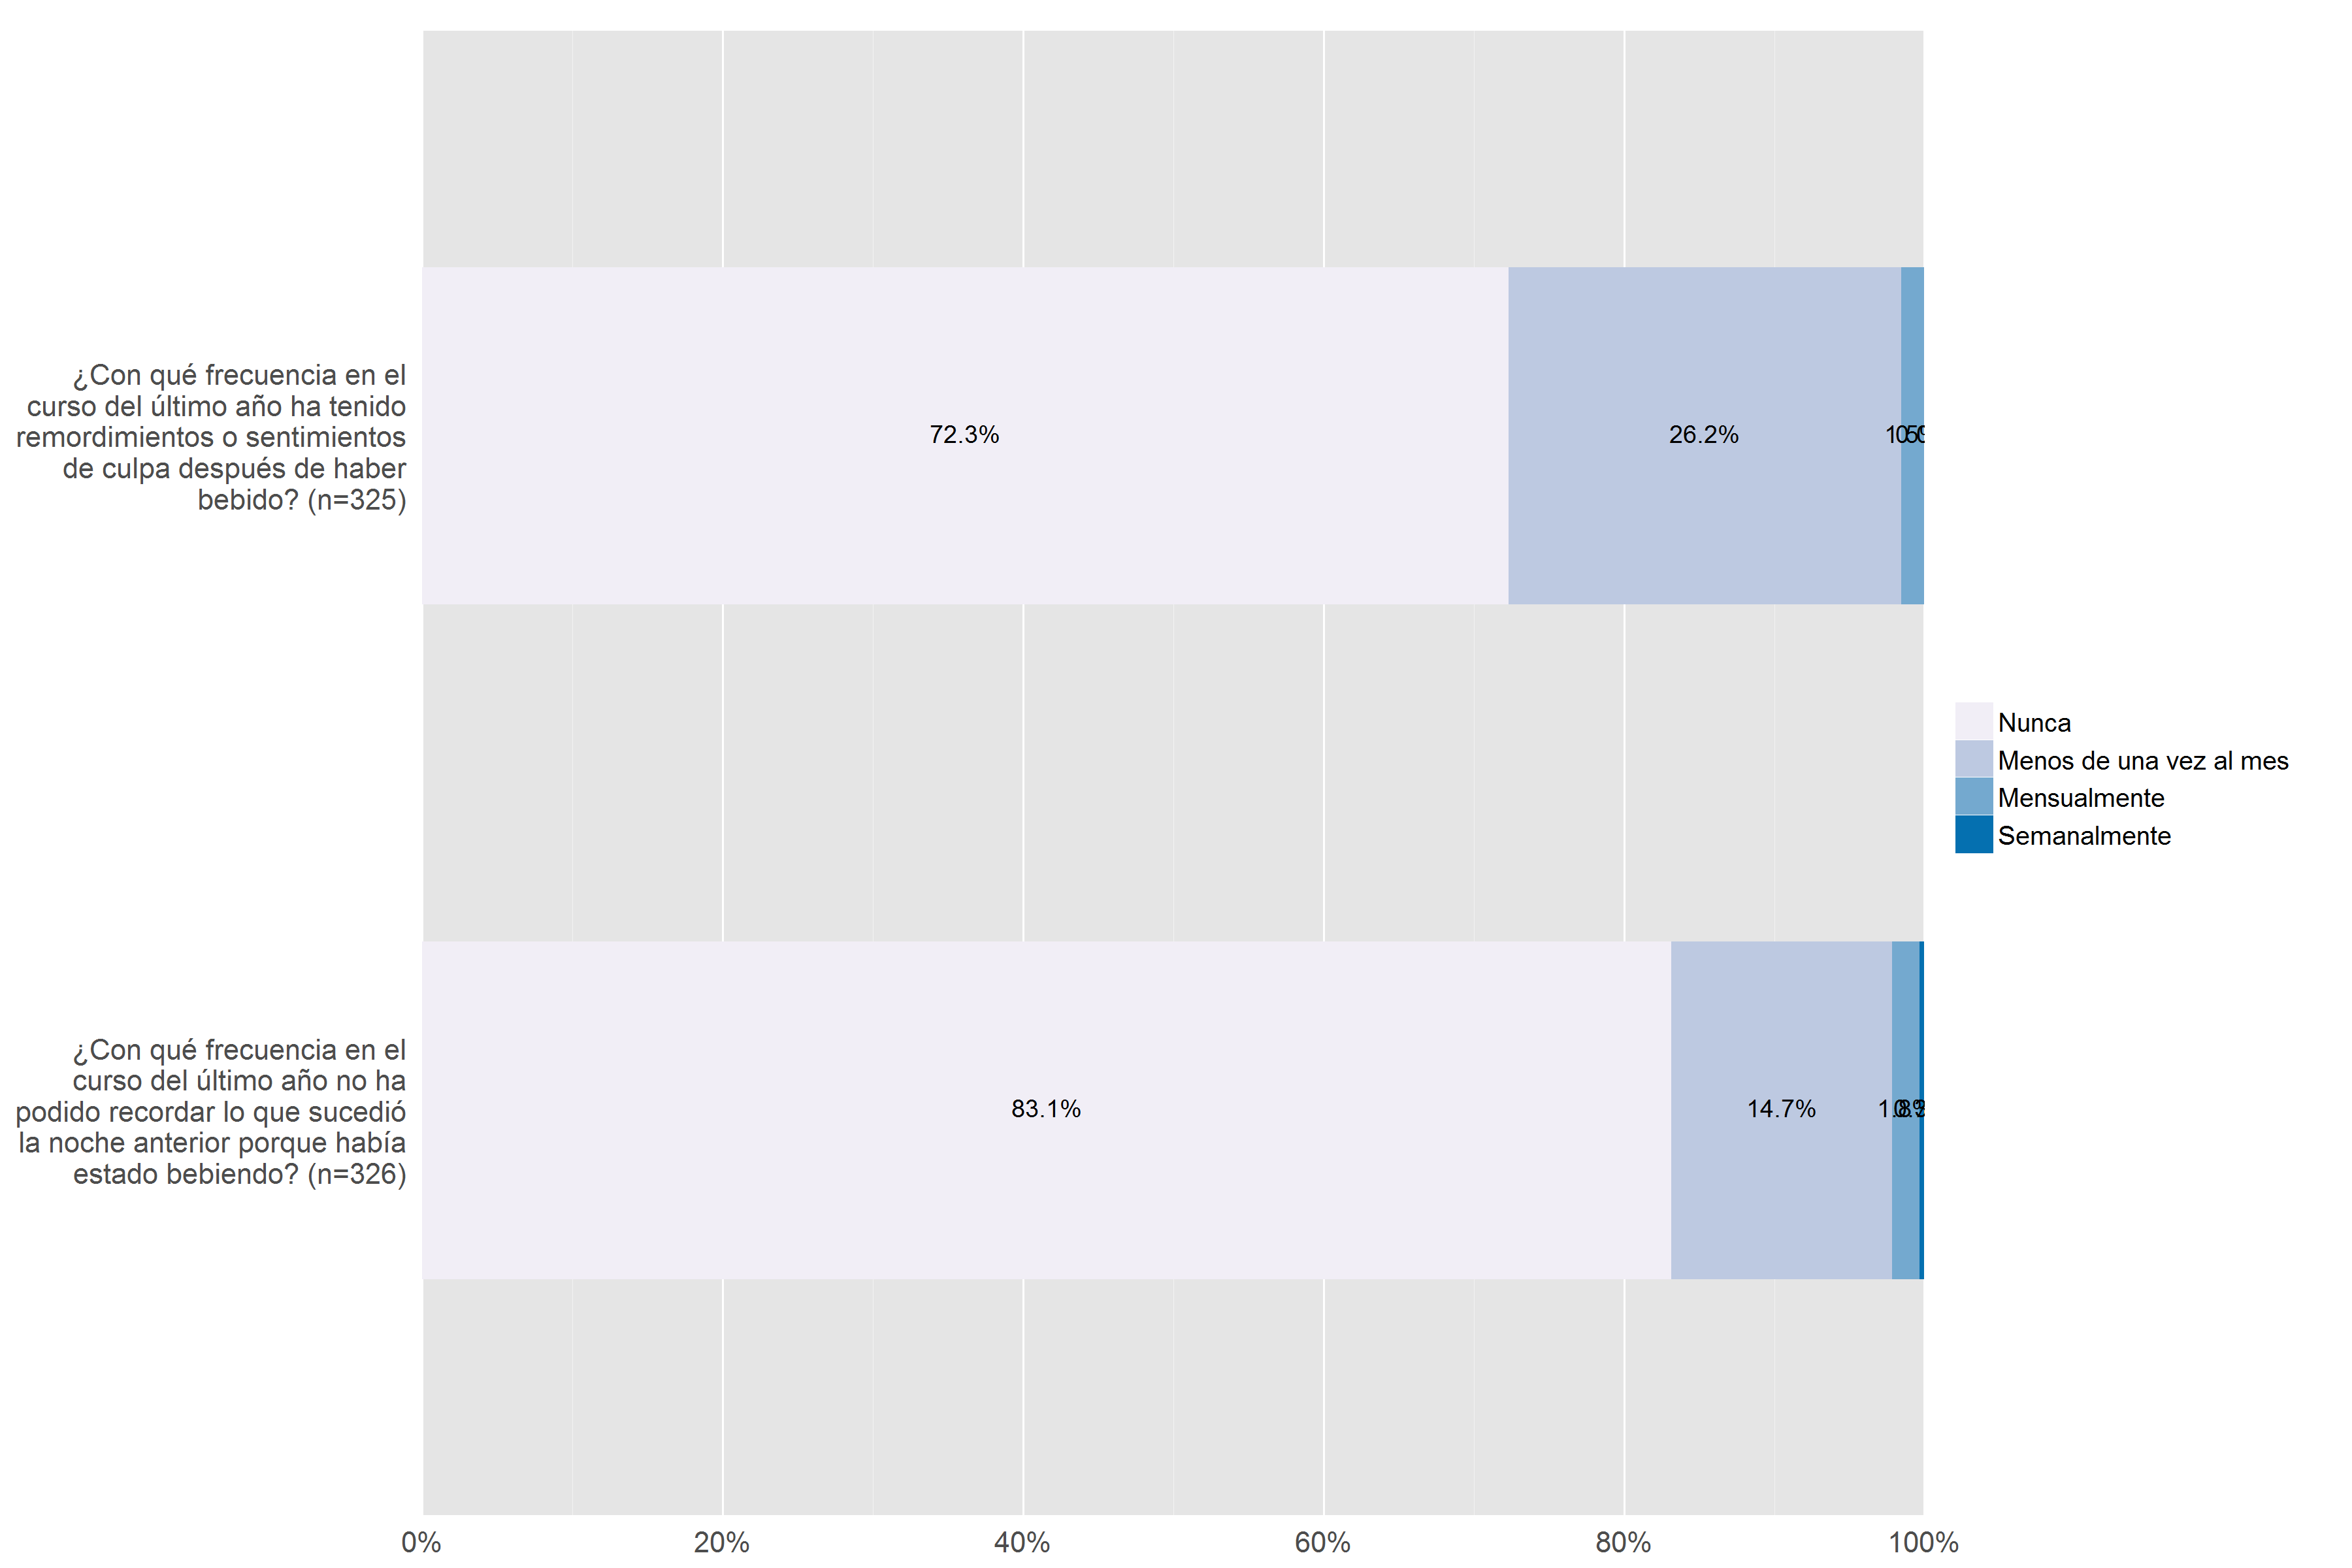 ¿Con qué frecuencia en el
curso del último año ha tenido
remordimientos o sentimientos
de culpa después de haber
bebido? (n=325)
72.3%
26.2%
¿Con qué frecuencia en el
curso del último año no ha
podido recordar lo que sucedió
la noche anterior porque había
estado bebiendo? (n=326)
83.1%
14.7%
Nunca
Menos de una vez al mes
Mensualmente
Semanalmente
0%
20%
40%
60%
80%
100%